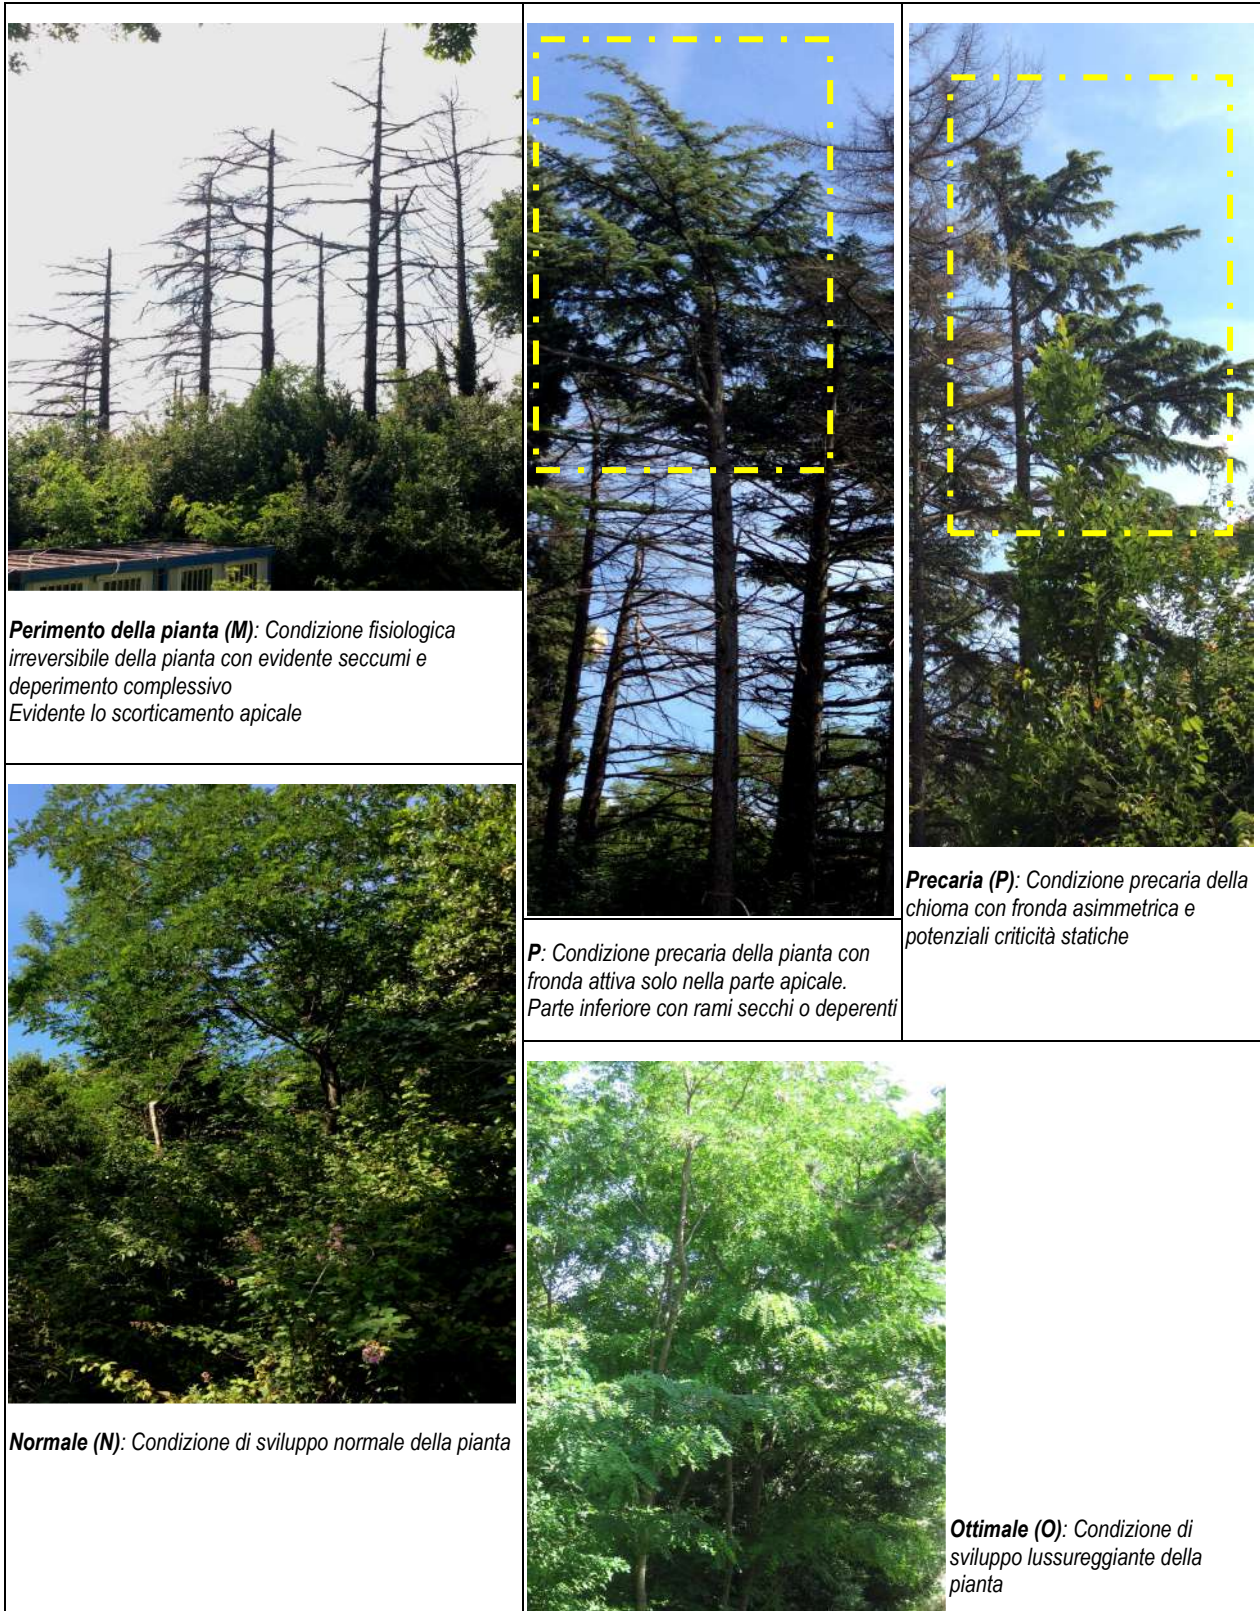 Perimento della pianta (M): Condizione fisiologica
irreversibile della pianta con evidente seccumi e
deperimento complessivo
Evidente lo scorticamento apicale
P: Condizione precaria della pianta con
fronda attiva solo nella parte apicale.
Parte inferiore con rami secchi o deperenti
Precaria (P): Condizione precaria della
chioma con fronda asimmetrica e
potenziali criticità statiche
Normale (N): Condizione di sviluppo normale della pianta
Ottimale (O): Condizione di
sviluppo lussureggiante della
pianta